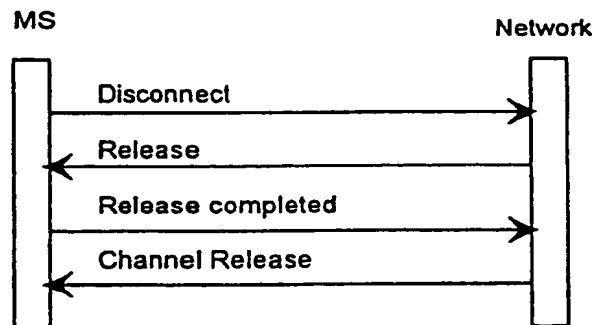 MS
Network
Disconnect
Release
Release completed
Channel Release